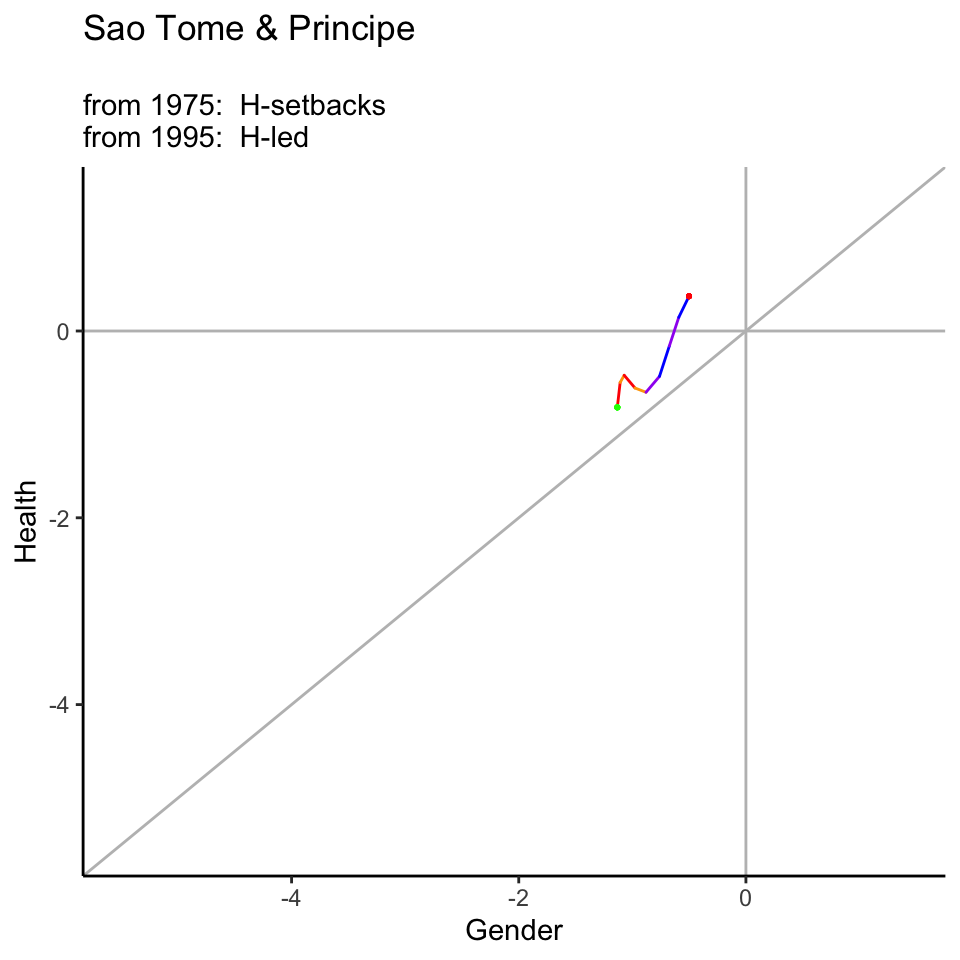 Sao Tome & Principe
from 1975:  H-setbacks
from 1995:  H-led
Health
0
-2
-4
-4
-2
0
Gender